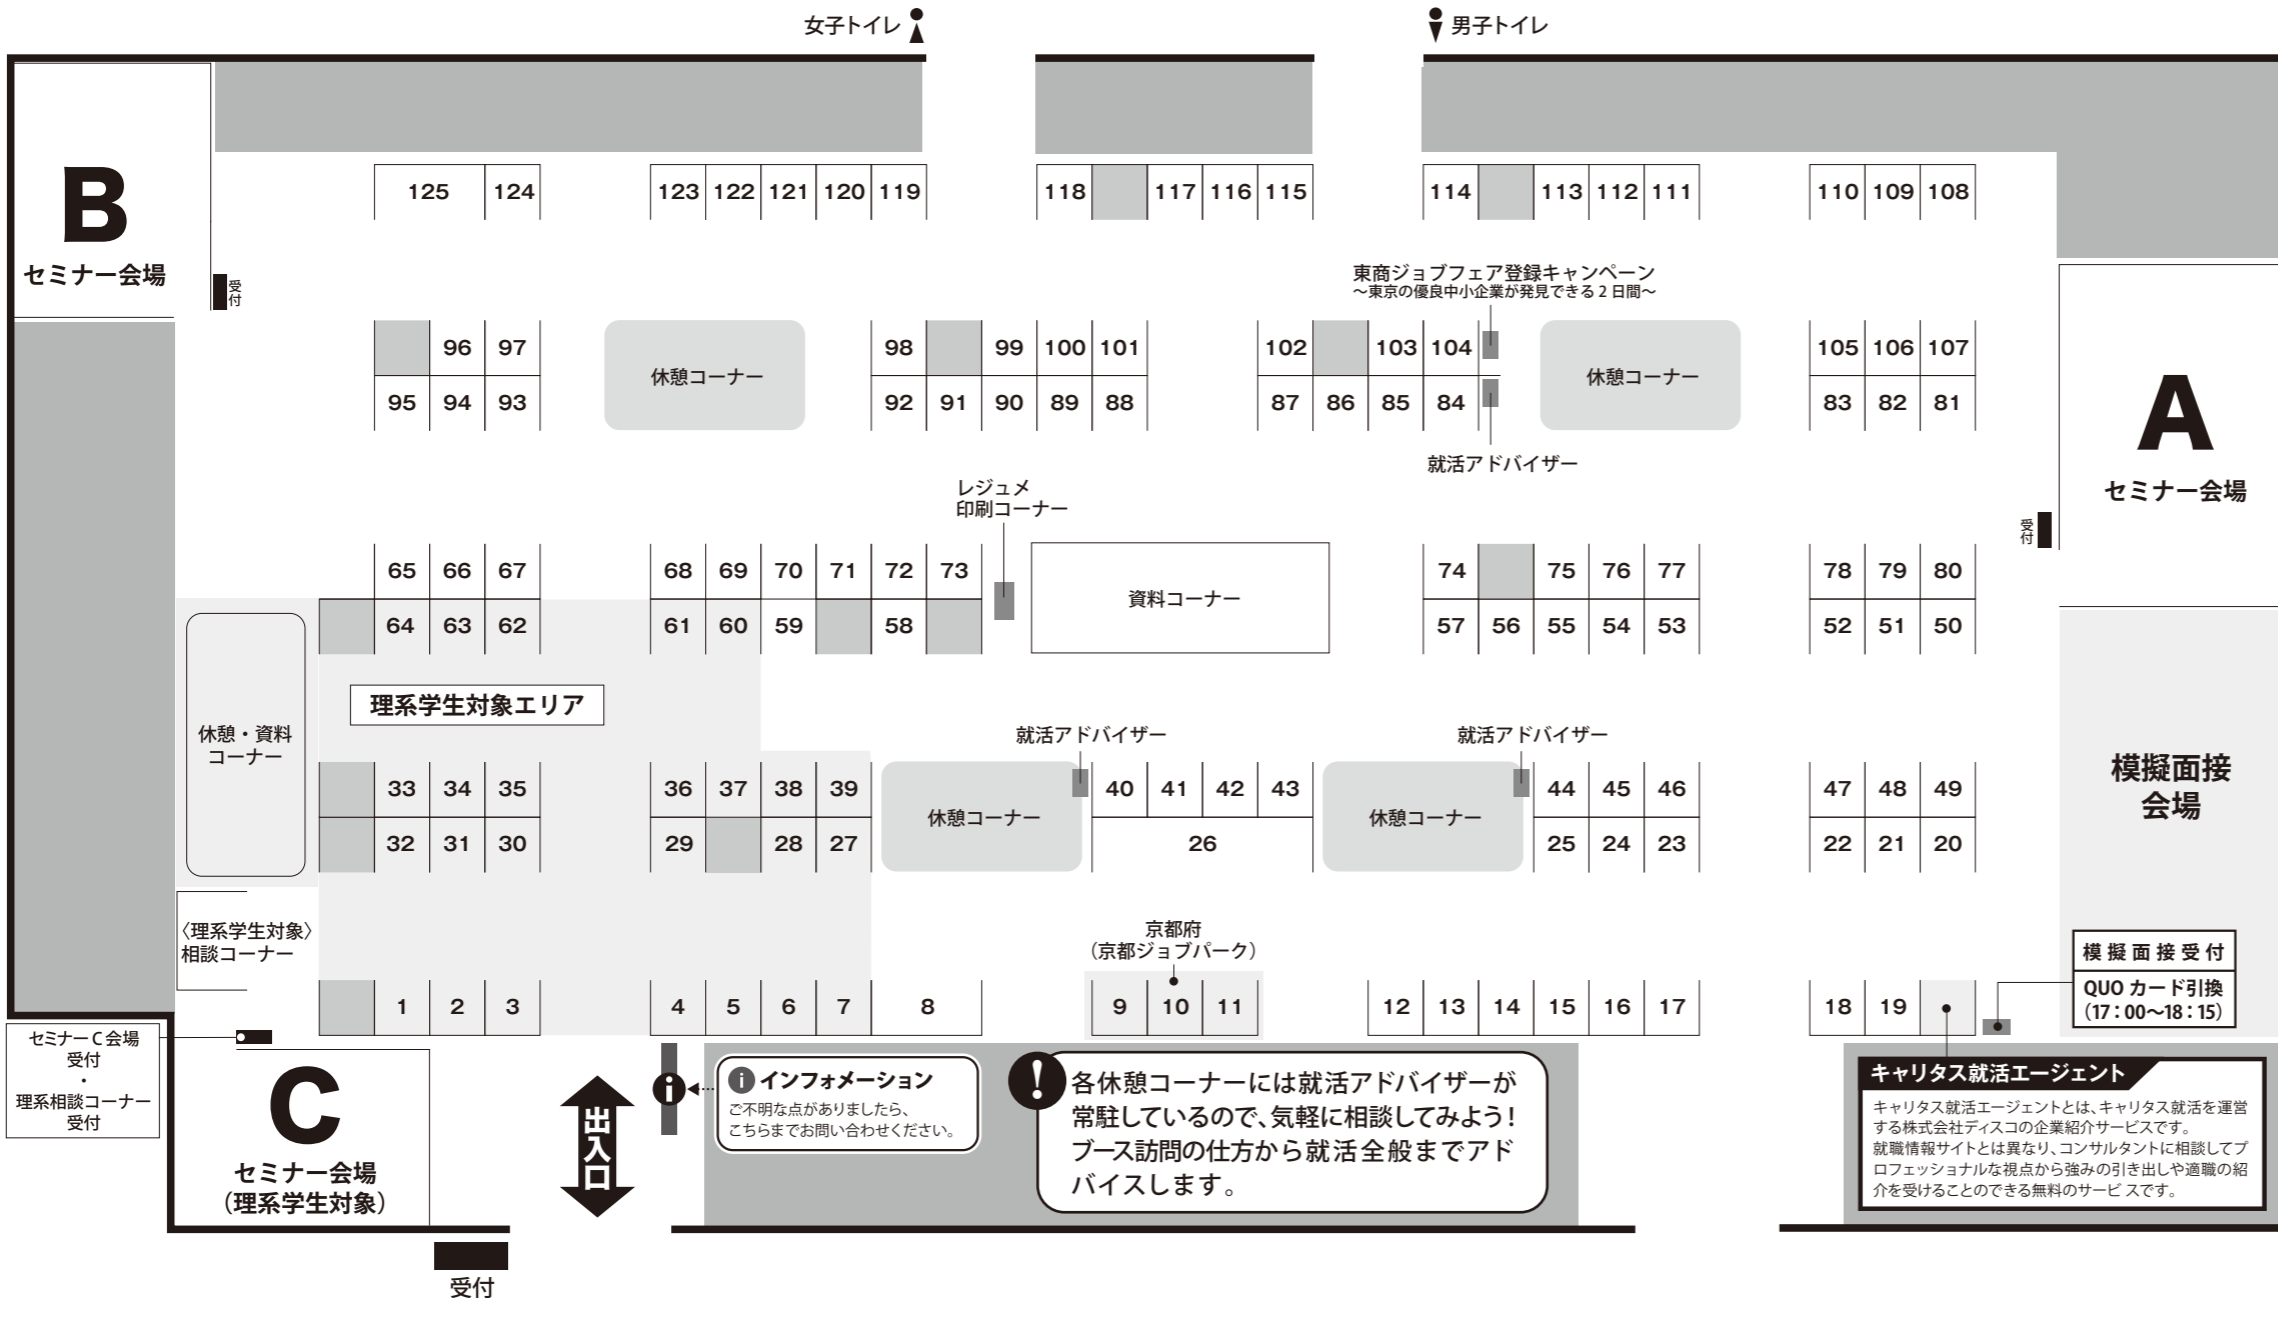 女子トイレ
男子トイレ
125 124 123 122 121 120 119 118 117 116 115 114 113 112 111 110 109 108
B
セミナー会場
受付
東商ジョブフェア登録キャンペーン
～東京の優良中小企業が発見できる2日間～
96 97 98 99 100 101 102 103 104 105 106 107
休憩コーナー
休憩コーナー
95 94 93 92 91 90 89 88 87 86 85 84 83 82 81
A
セミナー会場
受付
就活アドバイザー
レジュメ
印刷コーナー
65 66 67 68 69 70 71 72 73 74 75 76 77 78 79 80
資料コーナー
64 63 62 61 60 59 58 57 56 55 54 53 52 51 50
理系学生対象エリア
休憩・資料
コーナー
就活アドバイザー
就活アドバイザー
33 34 35 36 37 38 39 40 41 42 43 44 45 46 47 48 49
休憩コーナー
休憩コーナー
32 31 30 29 28 27 26 25 24 23 22 21 20
模擬面接
会場
〈理系学生対象〉
相談コーナー
京都府
（京都ジョブパーク）
模擬面接受付
QUOカード引換
（17：00～18：15）
1 2 3 4 5 6 7 8 9 10 11 12 13 14 15 16 17 18 19
セミナーC会場
受付
・
理系相談コーナー
受付
C
セミナー会場
（理系学生対象）
出入口
i
i インフォメーション
ご不明な点がありましたら、
こちらまでお問い合わせください。
!
各休憩コーナーには就活アドバイザーが
常駐しているので、気軽に相談してみよう！
ブース訪問の仕方から就活全般までアド
バイスします。
キャリタス就活エージェント
キャリタス就活エージェントとは、キャリタス就活を運営
する株式会社ディスコの企業紹介サービスです。
就職情報サイトとは異なり、コンサルタントに相談してプ
ロフェッショナルな視点から強みの引き出しや適職の紹
介を受けることのできる無料のサービスです。
受付